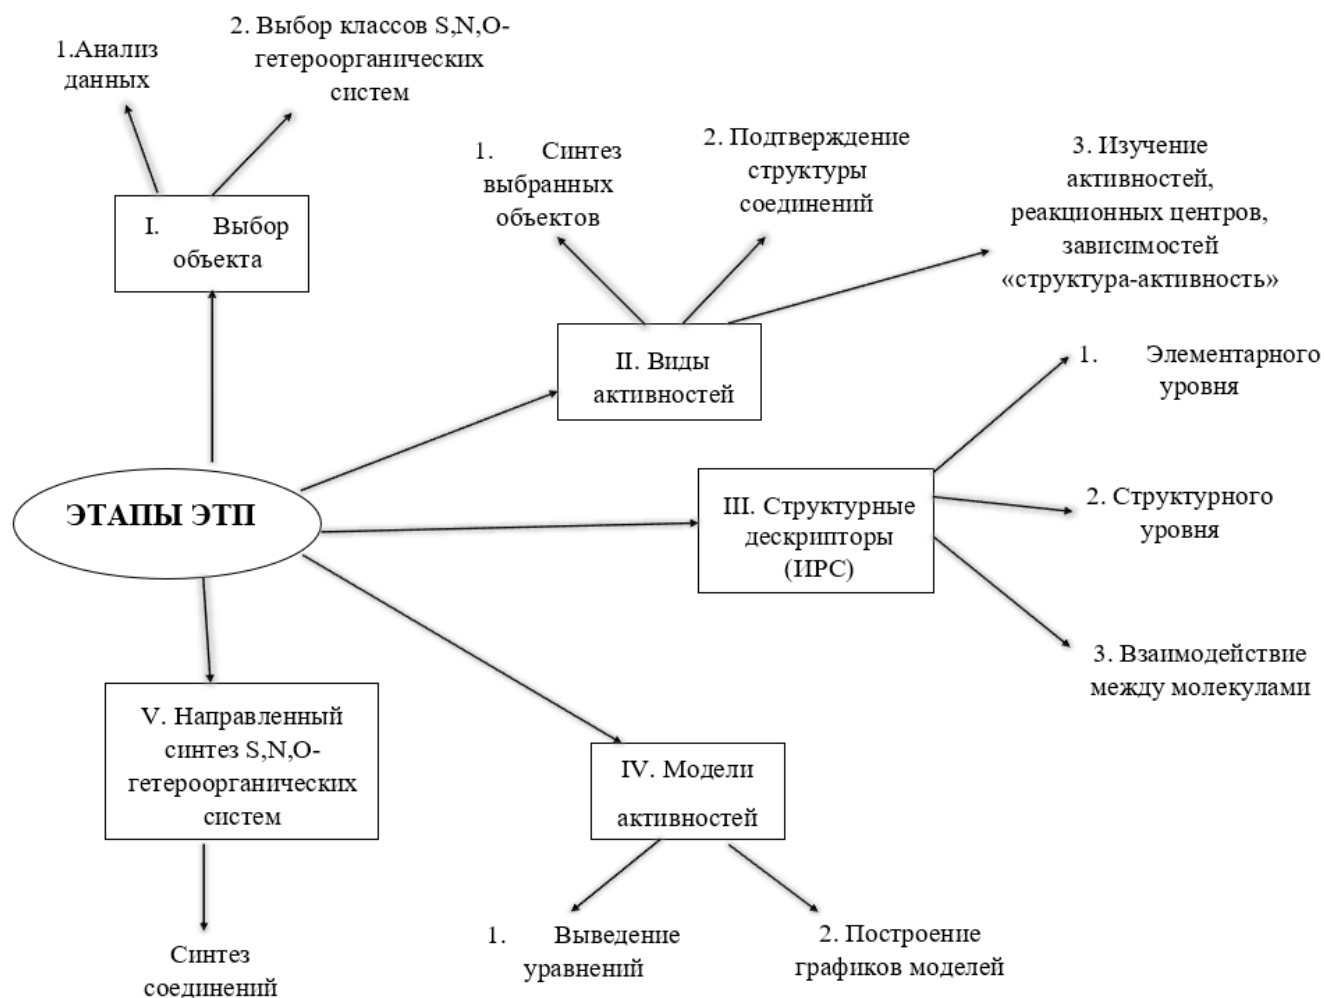 1.Анализ
данных
2. Выбор классов S,N,O-
гетероорганических
систем
I. Выбор
объекта
1. Синтез
выбранных
объектов
2. Подтверждение
структуры
соединений
3. Изучение
активностей,
реакционных центров,
зависимостей
«структура-активность»
II. Виды
активностей
1. Элементарного
уровня
ЭТАПЫ ЭТП
III. Структурные
дескрипторы
(ИРС)
2. Структурного
уровня
3. Взаимодействие
между молекулами
V. Направленный
синтез S,N,O-
гетероорганических
систем
IV. Модели
активностей
Синтез
соединений
1. Выведение
уравнений
2. Построение
графиков моделей